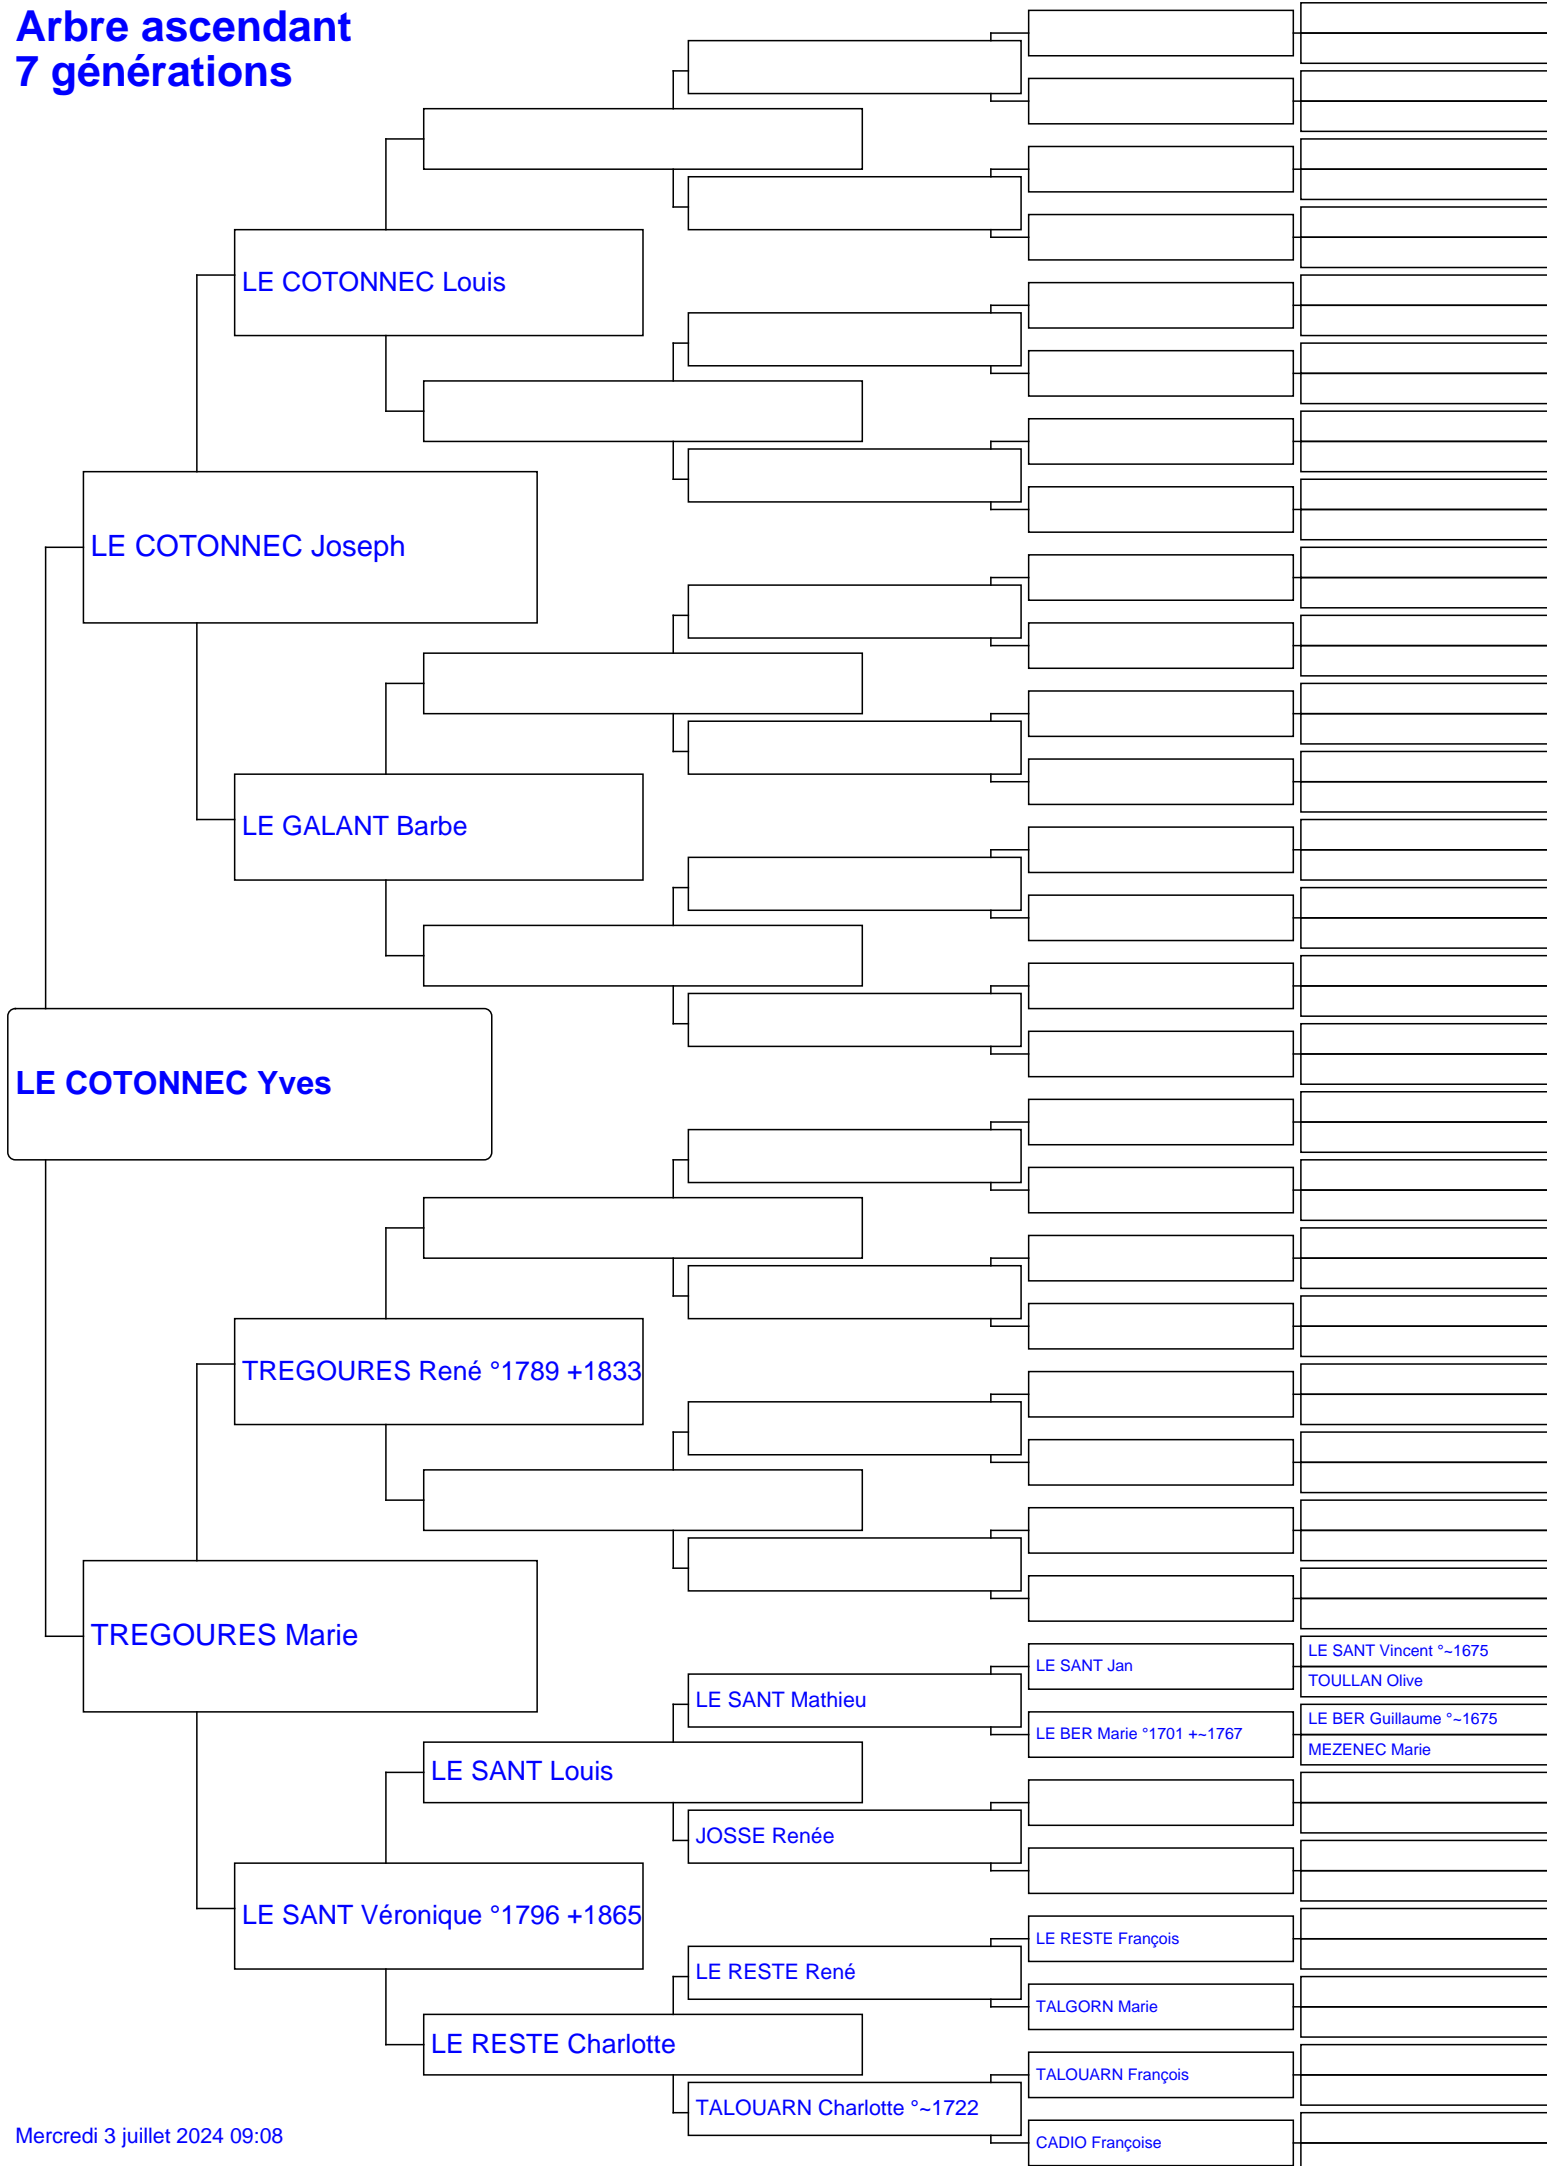 Arbre ascendant
7 générations
LE COTONNEC Louis
LE COTONNEC Joseph
LE GALANT Barbe
LE COTONNEC Yves
TREGOURES René °1789 +1833
TREGOURES Marie
LE SANT Vincent °~1675
LE SANT Jan
TOULLAN Olive
LE SANT Mathieu
LE BER Guillaume °~1675
LE BER Marie °1701 +~1767
MEZENEC Marie
LE SANT Louis
JOSSE Renée
LE SANT Véronique °1796 +1865
LE RESTE François
LE RESTE René
TALGORN Marie
LE RESTE Charlotte
TALOUARN François
TALOUARN Charlotte °~1722
CADIO Françoise
Mercredi 3 juillet 2024 09:08